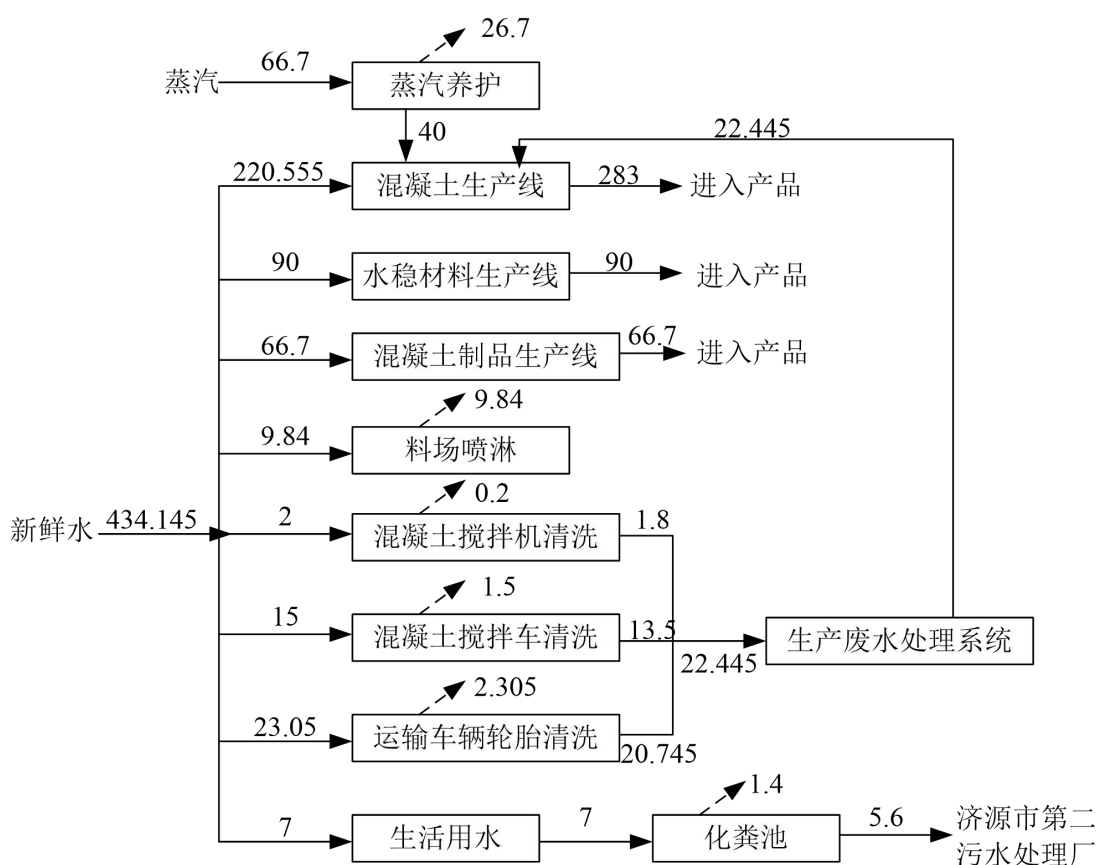 26.7
蒸汽
66.7
蒸汽养护
40
22.445
220.555
混凝土生产线
283
进入产品
90
水稳材料生产线
90
进入产品
66.7
混凝土制品生产线
66.7
进入产品
9.84
9.84
料场喷淋
0.2
新鲜水
434.145
2
混凝土搅拌机清洗
1.8
1.5
15
混凝土搅拌车清洗
13.5
22.445
生产废水处理系统
2.305
23.05
运输车辆轮胎清洗
20.745
1.4
7
生活用水
7
化粪池
5.6
济源市第二
污水处理厂